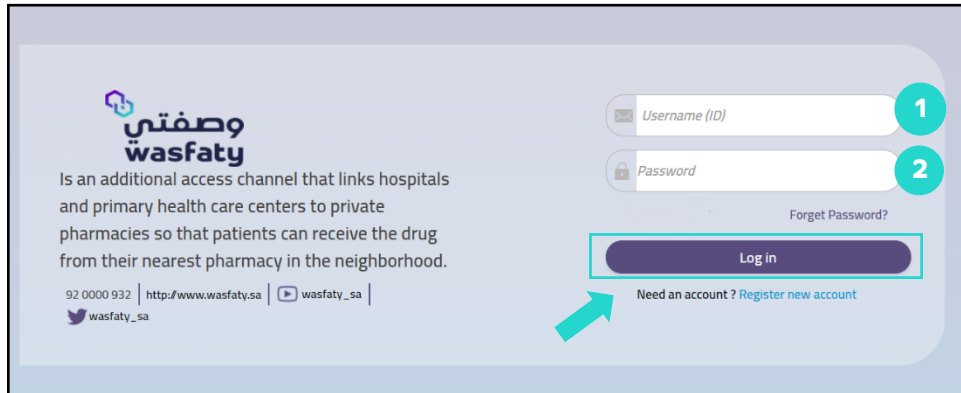 وصفتي
wasfaty
Is an additional access channel that links hospitals
and primary health care centers to private
pharmacies so that patients can receive the drug
from their nearest pharmacy in the neighborhood.
92 0000 932 | http://www.wasfaty.sa | wasfaty_sa |
wasfaty_sa
Username (ID)
1
Password
2
Forget Password?
Log in
Need an account ? Register new account